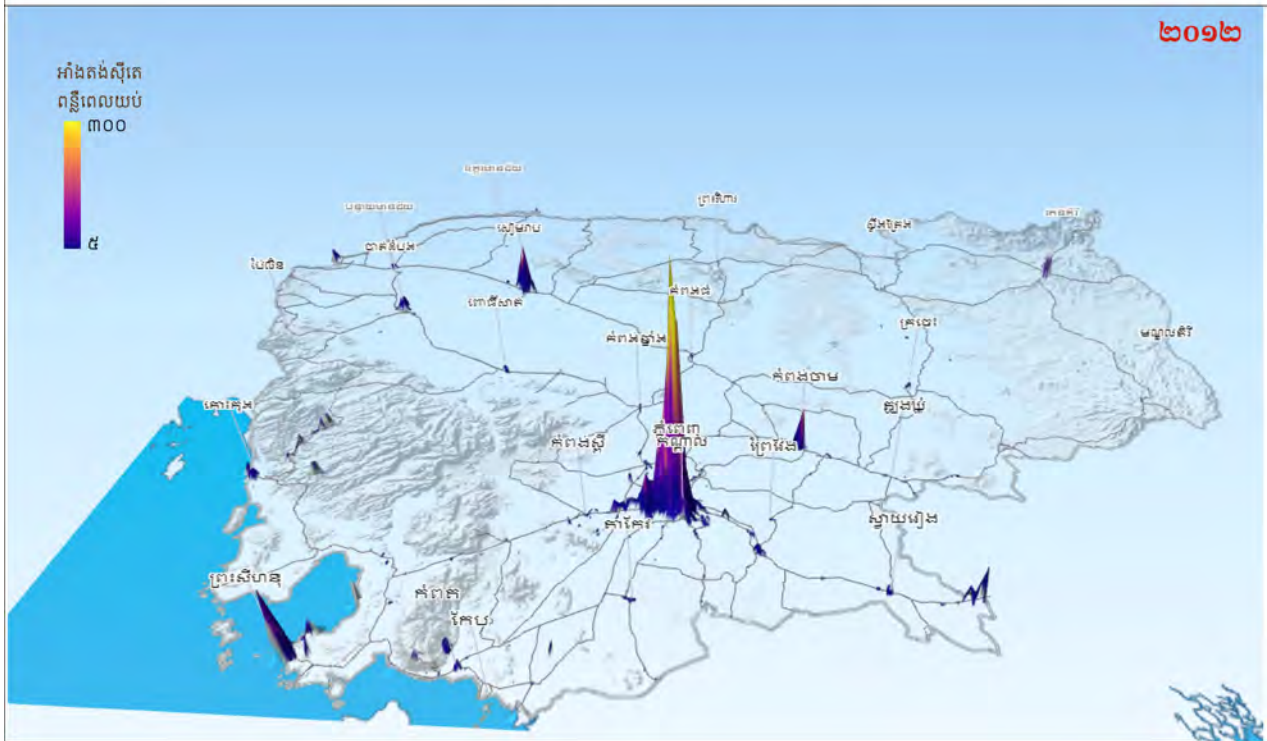 ២០១២
អាំងតង់ស៊ីតេ
ពន្លឺពេលយប់
៣០០
៥
ឧត្តរមានជ័យ
ព្រះវិហារ
បន្ទាយមានជ័យ
រតនគិរី
សៀមរាប
ស្ទឹងត្រែង
បាត់ដំបង
ប៉ៃលិន
កំពង់ធំ
ពោធិ៍សាត់
ក្រចេះ
មណ្ឌលគិរី
កំពង់ឆ្នាំង
កំពង់ចាម
កោះកុង
ត្បូងឃ្មុំ
ភ្នំពេញ
កណ្តាល
កំពង់ស្ពឺ
ព្រៃវែង
តាកែវ
ស្វាយរៀង
ព្រះសីហនុ
កំពត
កែប